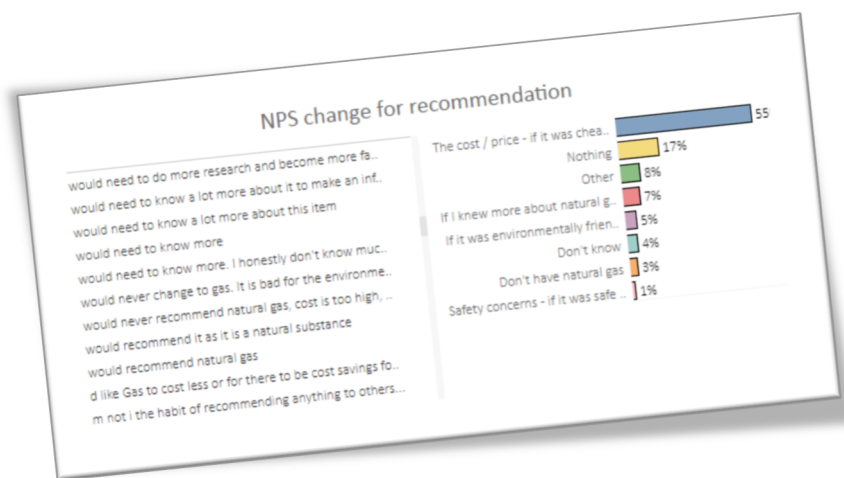 NPS change for recommendation
would need to do more research and become more fa..
would need to know a lot more about it to make an inf..
would need to know a lot more about this item
would need to know more
would need to know more. I honestly don't know muc..
would never change to gas. It is bad for the environme..
would never recommend natural gas, cost is too high, ..
would recommend it as it is a natural substance
would recommend natural gas
d like Gas to cost less or for there to be cost savings fo..
m not i the habit of recommending anything to others...
The cost / price - if it was chea.. 55
Nothing 17%
Other 8%
If I knew more about natural g.. 7%
If it was environmentally frien.. 5%
Don't know 4%
Don't have natural gas 3%
Safety concerns - if it was safe .. 1%